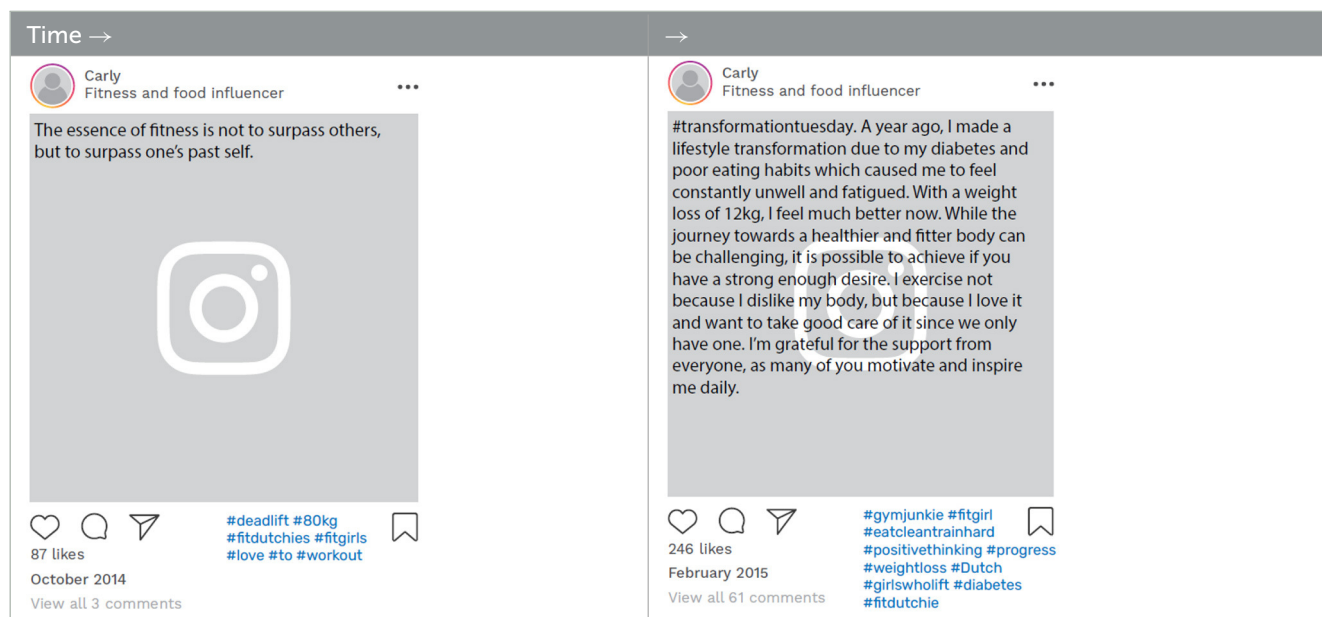 Time →
→
Carly
Fitness and food influencer
The essence of fitness is not to surpass others,
but to surpass one's past self.
#deadlift #80kg
#fitdutchies #fitgirls
#love #to #workout
87 likes
October 2014
View all 3 comments
Carly
Fitness and food influencer
#transformationtuesday. A year ago, I made a
lifestyle transformation due to my diabetes and
poor eating habits which caused me to feel
constantly unwell and fatigued. With a weight
loss of 12kg, I feel much better now. While the
journey towards a healthier and fitter body can
be challenging, it is possible to achieve if you
have a strong enough desire. I exercise not
because I dislike my body, but because I love it
and want to take good care of it since we only
have one. I'm grateful for the support from
everyone, as many of you motivate and inspire
me daily.
#gymjunkie #fitgirl
#eatcleantrainhard
#positivethinking #progress
#weightloss #Dutch
#girlswholift #diabetes
#fitdutchie
246 likes
February 2015
View all 61 comments